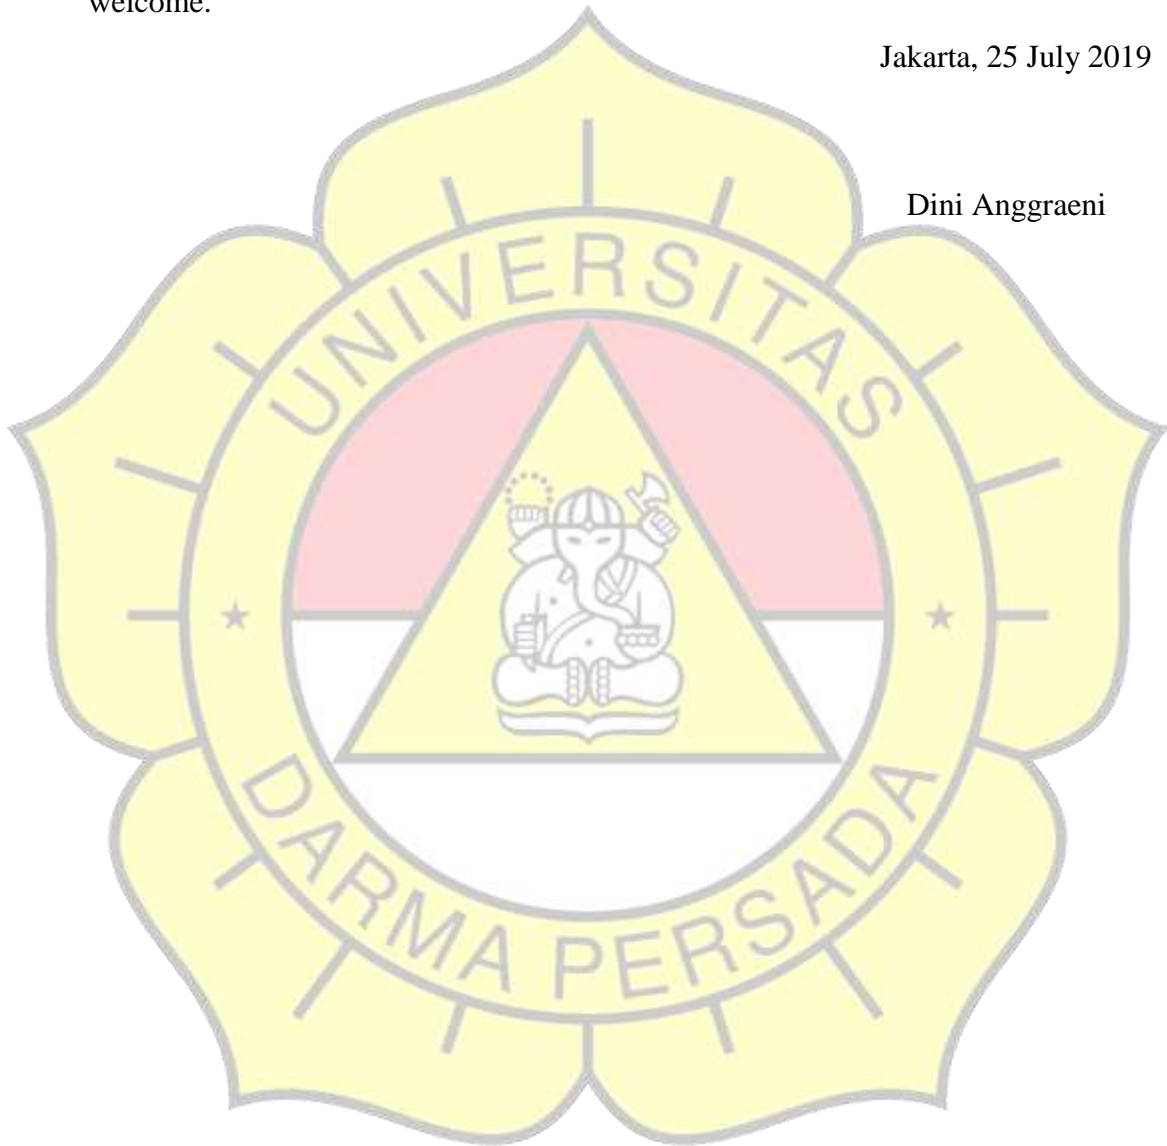 welcome.
Jakarta, 25 July 2019
Dini Anggraeni
UNIVERSITAS
DARMA PERSADA